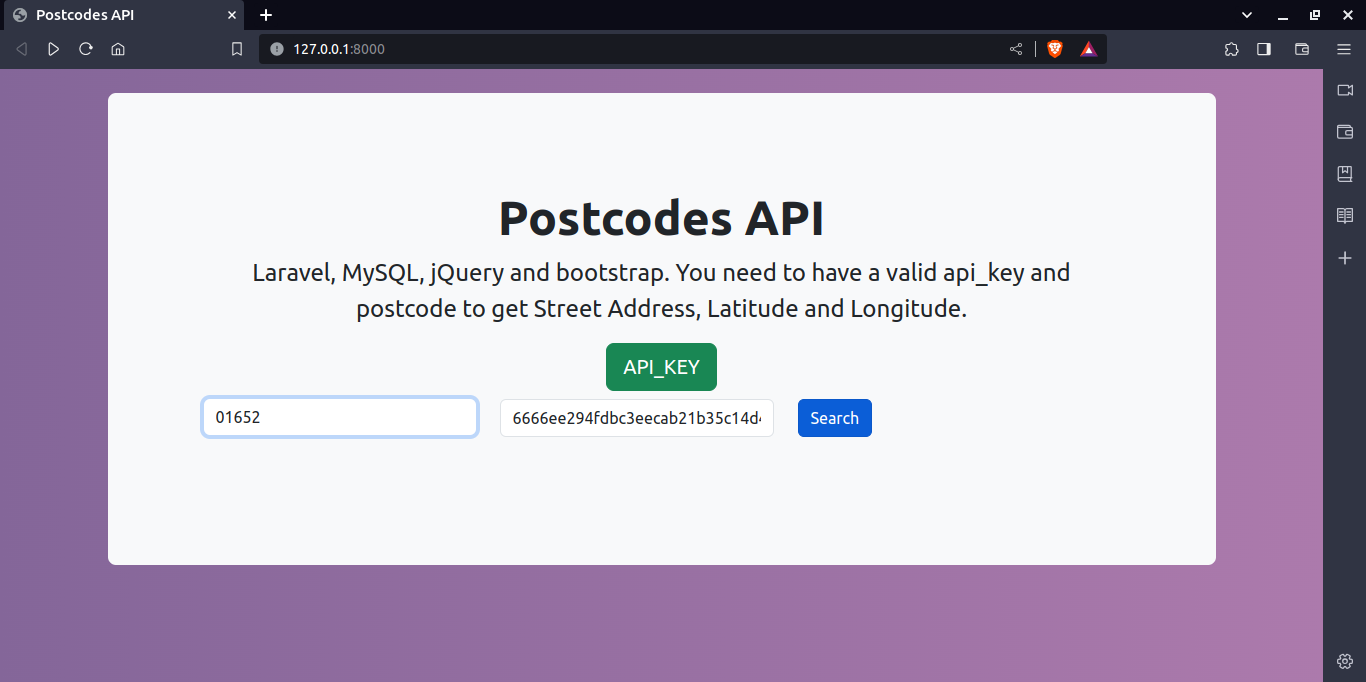 Postcodes API
127.0.0.1:8000
Postcodes API
Laravel, MySQL, jQuery and bootstrap. You need to have a valid api_key and
postcode to get Street Address, Latitude and Longitude.
API_KEY
01652
6666ee294fdbc3eecab21b35c14d
Search